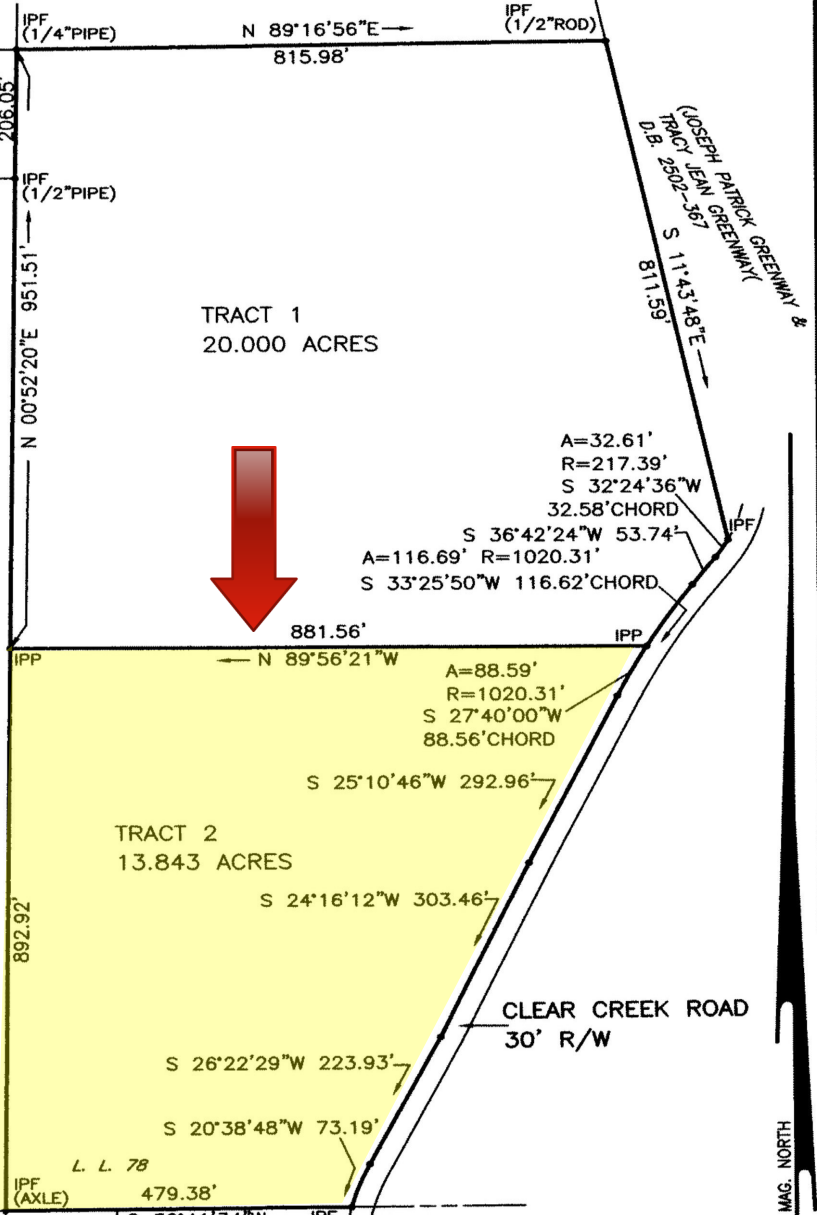 IPF
(1/4"PIPE)
N 89°16'56"E
815.98'
IPF
(1/2"ROD)
206.05'
IPF
(1/2"PIPE)
N 00°52'20"E 951.51'
(JOSEPH PATRICK GREENWAY &
TRACY JEAN GREENWAY(
D.B. 2502-367
S 11°43'48"E
811.59'
TRACT 1
20.000 ACRES
A=32.61'
R=217.39'
S 32°24'36"W
32.58'CHORD
IPF
S 36°42'24"W 53.74'
A=116.69' R=1020.31'
S 33°25'50"W 116.62'CHORD
881.56'
IPP
IPP
N 89°56'21"W
A=88.59'
R=1020.31'
S 27°40'00"W
88.56'CHORD
S 25°10'46"W 292.96'
TRACT 2
13.843 ACRES
S 24°16'12"W 303.46'
892.92'
CLEAR CREEK ROAD
30' R/W
S 26°22'29"W 223.93'
S 20°38'48"W 73.19'
L. L. 78
IPF
(AXLE)
479.38'
IPF
MAG. NORTH